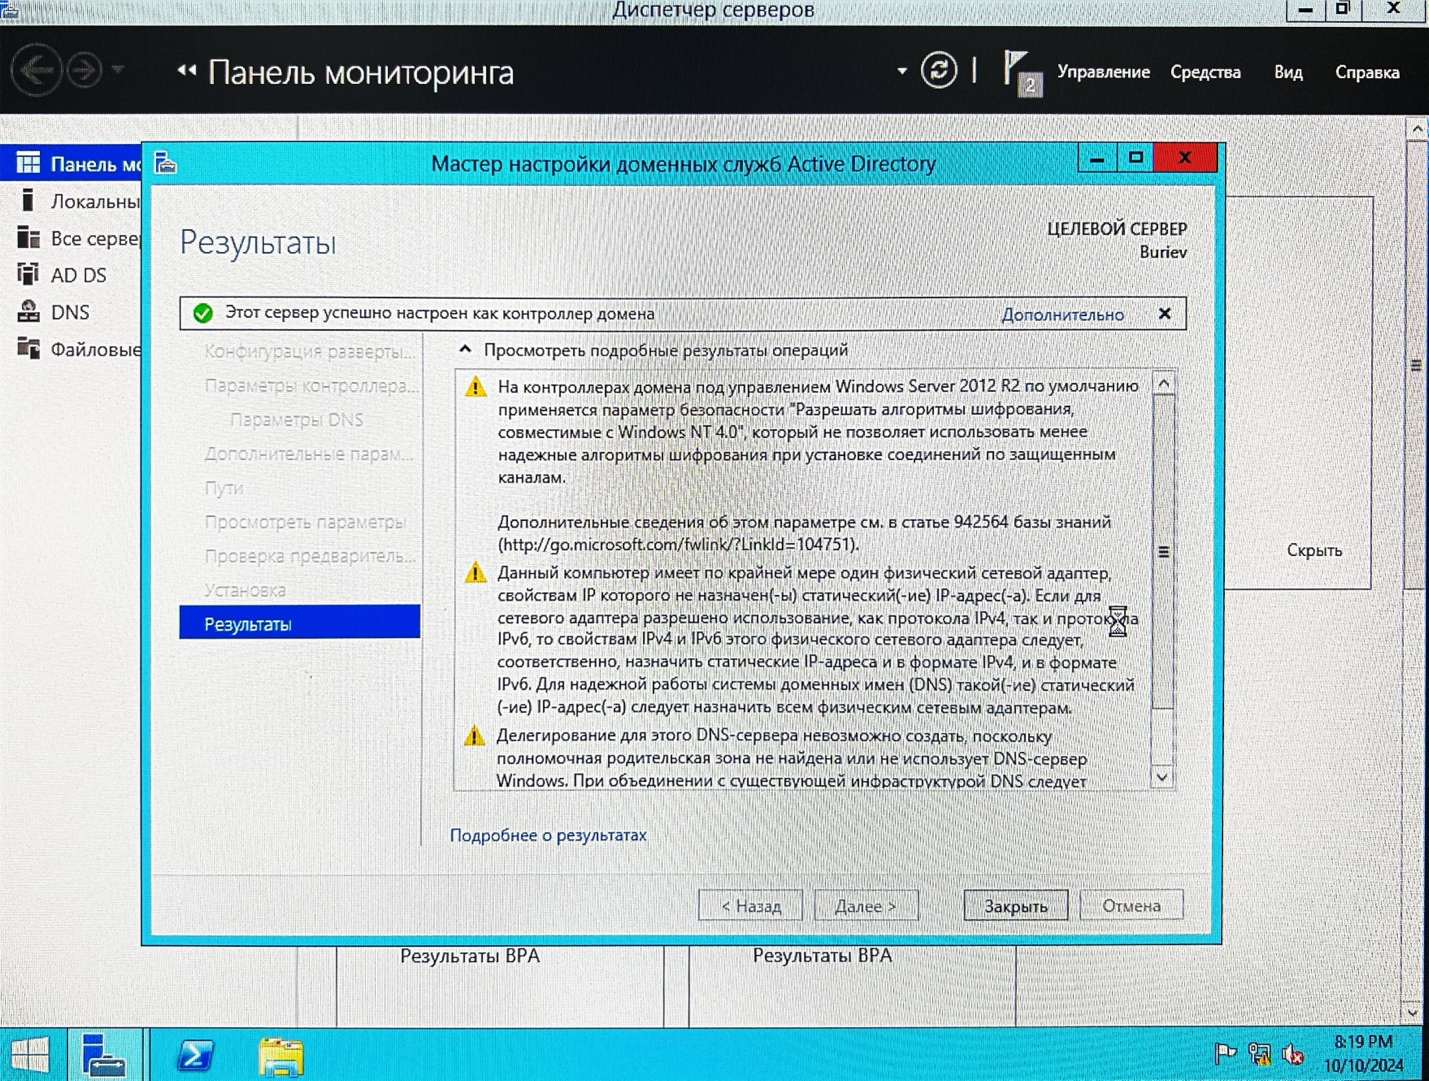 Диспетчер серверов
Панель мониторинга
2
Управление Средства Вид Справка
Панель
Локальны
Все сервер
AD DS
DNS
Файловые
Мастер настройки доменных служб Active Directory
Результаты
ЦЕЛЕВОЙ СЕРВЕР
Buriev
Этот сервер успешно настроен как контроллер домена
Дополнительно
Конфигурация разверты...
Параметры контроллера...
Параметры DNS
Дополнительные парам...
Пути
Просмотреть параметры
Проверка предваритель...
Установка
Результаты
Просмотреть подробные результаты операций
На контроллерах домена под управлением Windows Server 2012 R2 по умолчанию
применяется параметр безопасности "Разрешать алгоритмы шифрования,
совместимые с Windows NT 4.0", который не позволяет использовать менее
надежные алгоритмы шифрования при установке соединений по защищенным
каналам.
Дополнительные сведения об этом параметре см. в статье 942564 базы знаний
(http://go.microsoft.com/fwlink/?LinkId=104751).
Данный компьютер имеет по крайней мере один физический сетевой адаптер,
свойствам IP которого не назначен(-ы) статический(-ие) IP-адрес(-а). Если для
сетевого адаптера разрешено использование, как протокола IPv4, так и протокола
IPv6, то свойствам IPv4 и IPv6 этого физического сетевого адаптера следует,
соответственно, назначить статические IP-адреса и в формате IPv4, и в формате
IPv6. Для надежной работы системы доменных имен (DNS) такой(-ие) статический
(-ие) IP-адрес(-а) следует назначить всем физическим сетевым адаптерам.
Делегирование для этого DNS-сервера невозможно создать, поскольку
полномочная родительская зона не найдена или не использует DNS-сервер
Windows. При объединении с существующей инфраструктурой DNS следует
Подробнее о результатах
< Назад Далее > Закрыть Отмена
Скрыть
Результаты BPA Результаты BPA
8:19 PM
10/10/2024